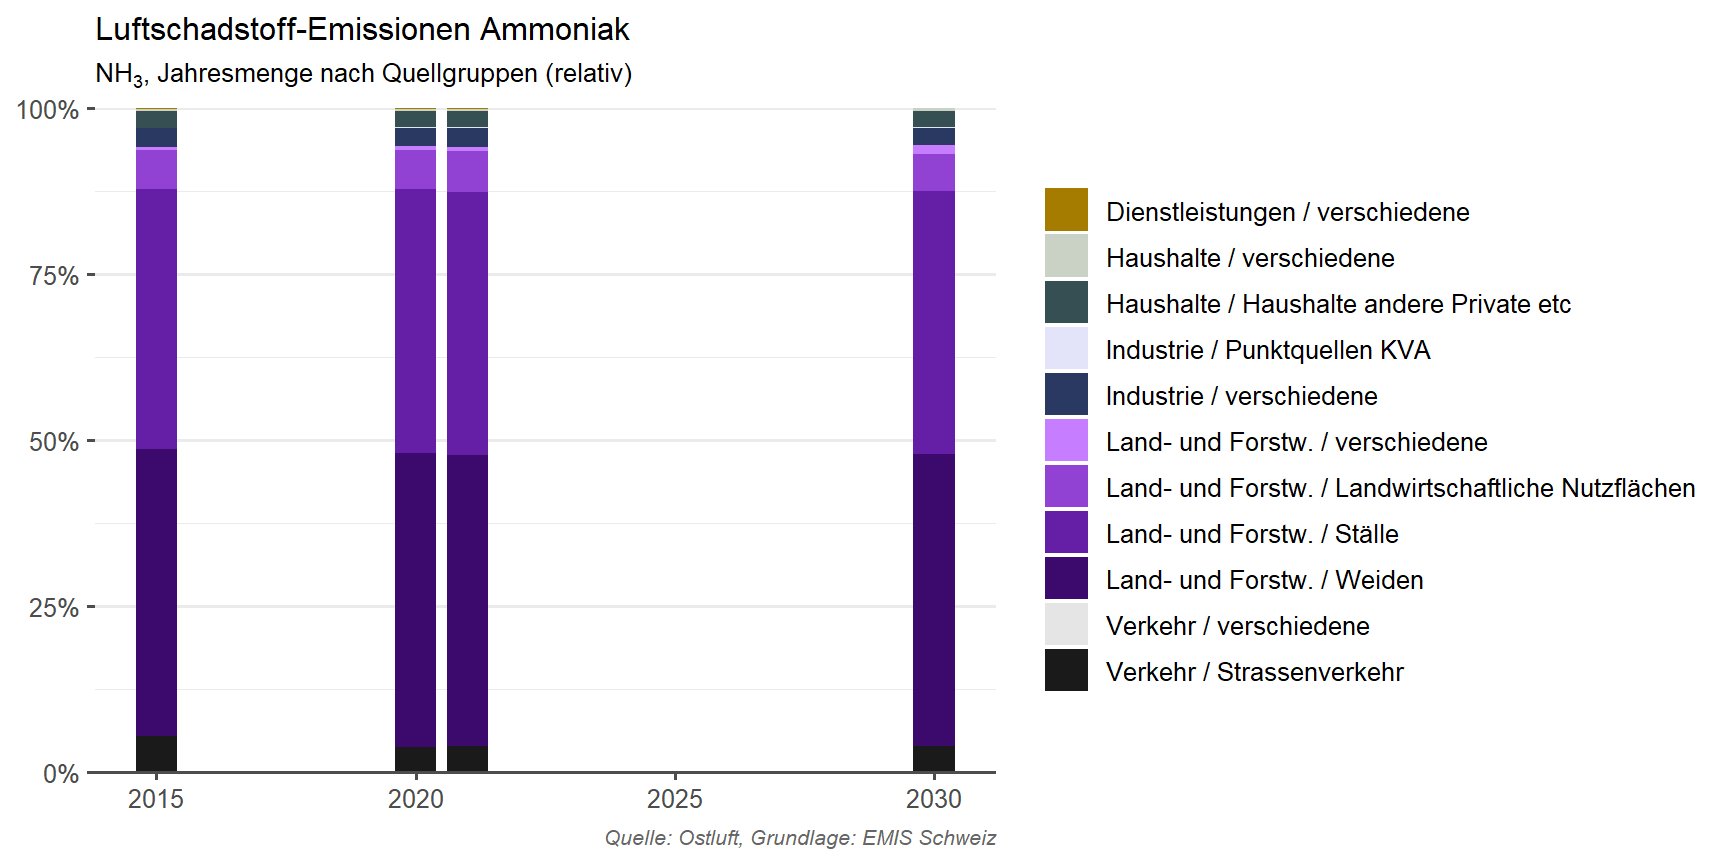 Luftschadstoff-Emissionen Ammoniak
NH₃, Jahresmenge nach Quellgruppen (relativ)
100%
75%
50%
25%
0%
2015
2020
2025
2030
Dienstleistungen / verschiedene
Haushalte / verschiedene
Haushalte / Haushalte andere Private etc
Industrie / Punktquellen KVA
Industrie / verschiedene
Land- und Forstw. / verschiedene
Land- und Forstw. / Landwirtschaftliche Nutzflächen
Land- und Forstw. / Ställe
Land- und Forstw. / Weiden
Verkehr / verschiedene
Verkehr / Strassenverkehr
Quelle: Ostluft, Grundlage: EMIS Schweiz